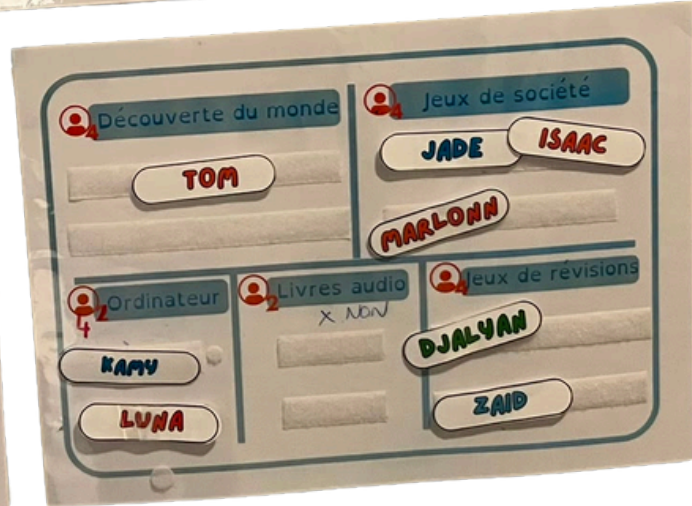 4 Découverte du monde
TOM
4 Jeux de société
JADE ISAAC
MARLONN
2 Ordinateur
4
KAMY
LUNA
2 Livres audio
X NON
4 Jeux de révisions
DJALYAN
ZAID